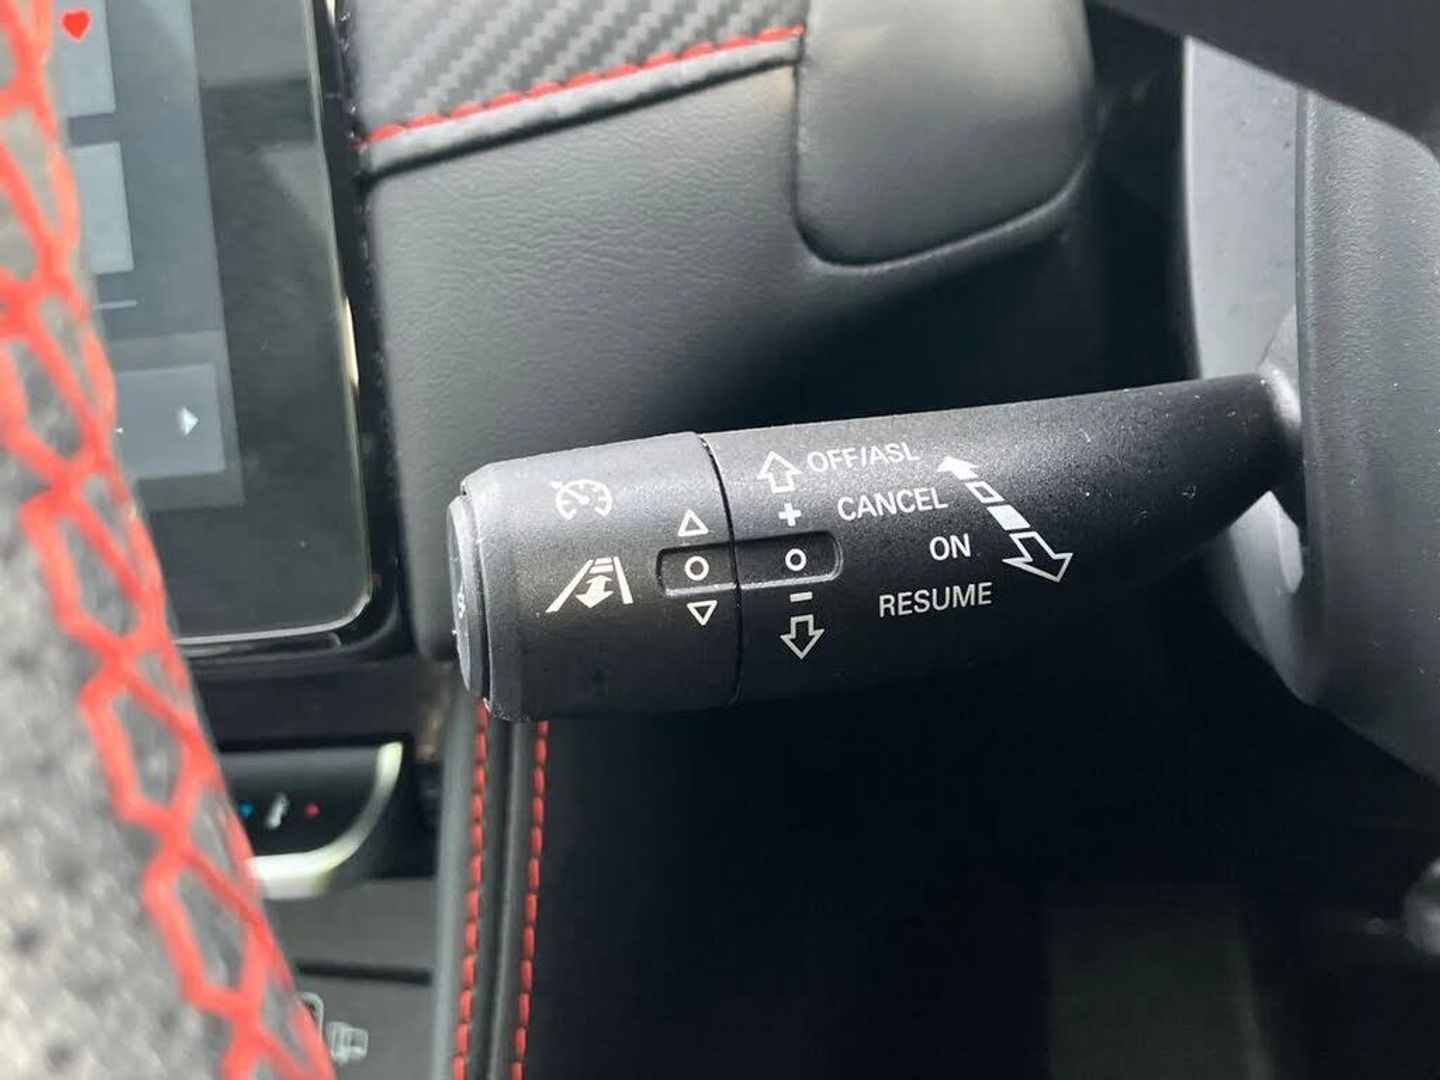 OFF/ASL
+ CANCEL
ON
- RESUME